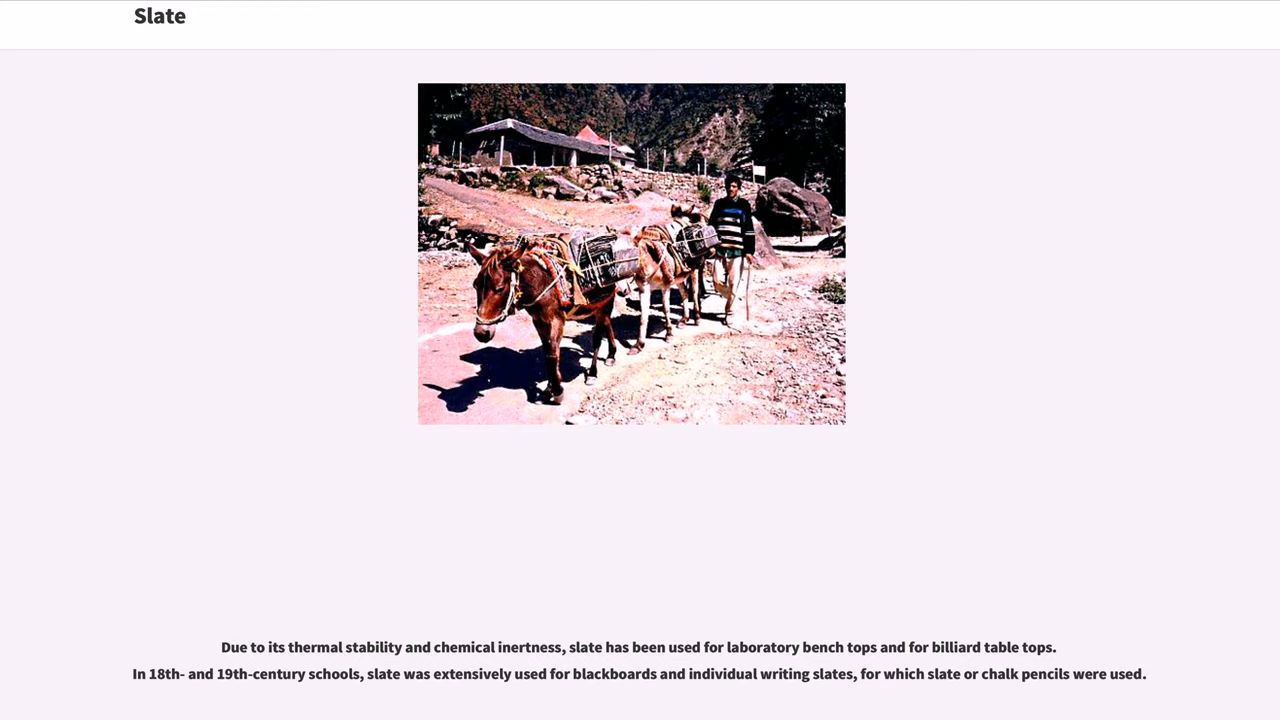 Slate
Due to its thermal stability and chemical inertness, slate has been used for laboratory bench tops and for billiard table tops.
In 18th- and 19th-century schools, slate was extensively used for blackboards and individual writing slates, for which slate or chalk pencils were used.